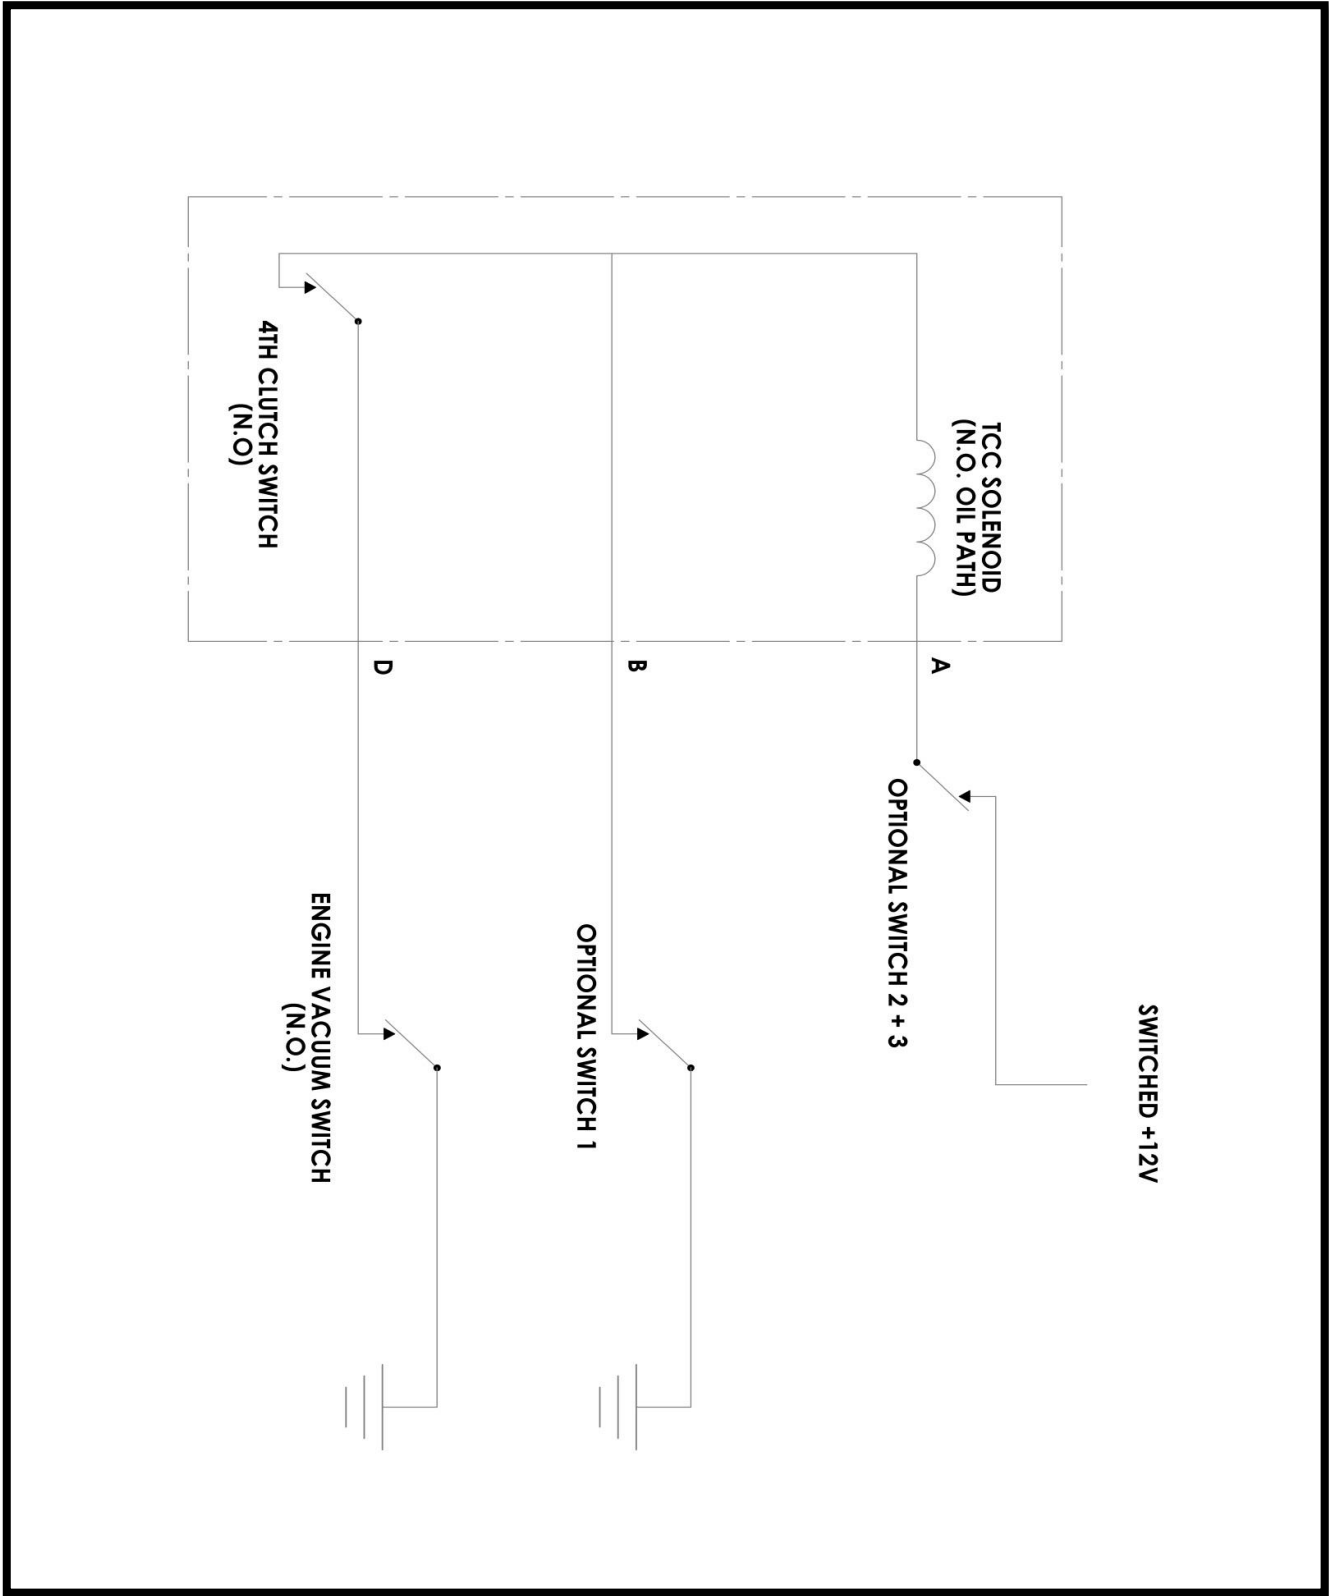 SWITCHED +12V
TCC SOLENOID
(N.O. OIL PATH)
A
OPTIONAL SWITCH 2 + 3
B
OPTIONAL SWITCH 1
D
ENGINE VACUUM SWITCH
(N.O.)
4TH CLUTCH SWITCH
(N.O)